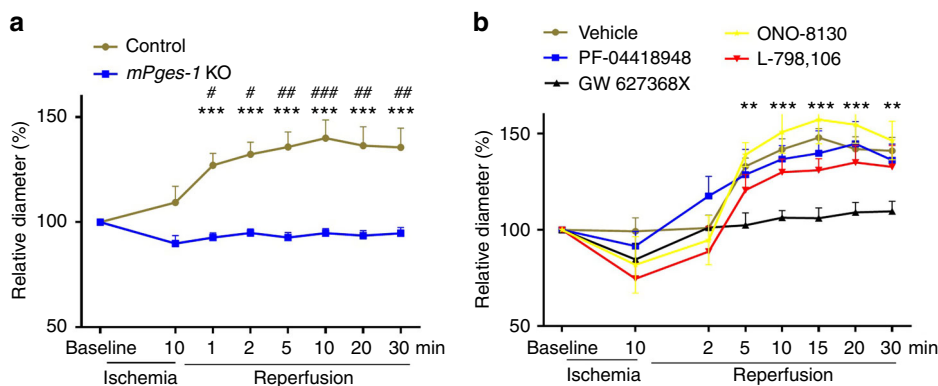 a
Control
mPges-1 KO
# # ## ### ## ##
*** *** *** *** *** ***
150
100
50
Relative diameter (%)
Baseline 10 1 2 5 10 20 30 min
Ischemia Reperfusion
b
Vehicle ONO-8130
PF-04418948 L-798,106
GW 627368X
** *** *** *** **
150
100
50
Relative diameter (%)
Baseline 10 2 5 10 15 20 30 min
Ischemia Reperfusion